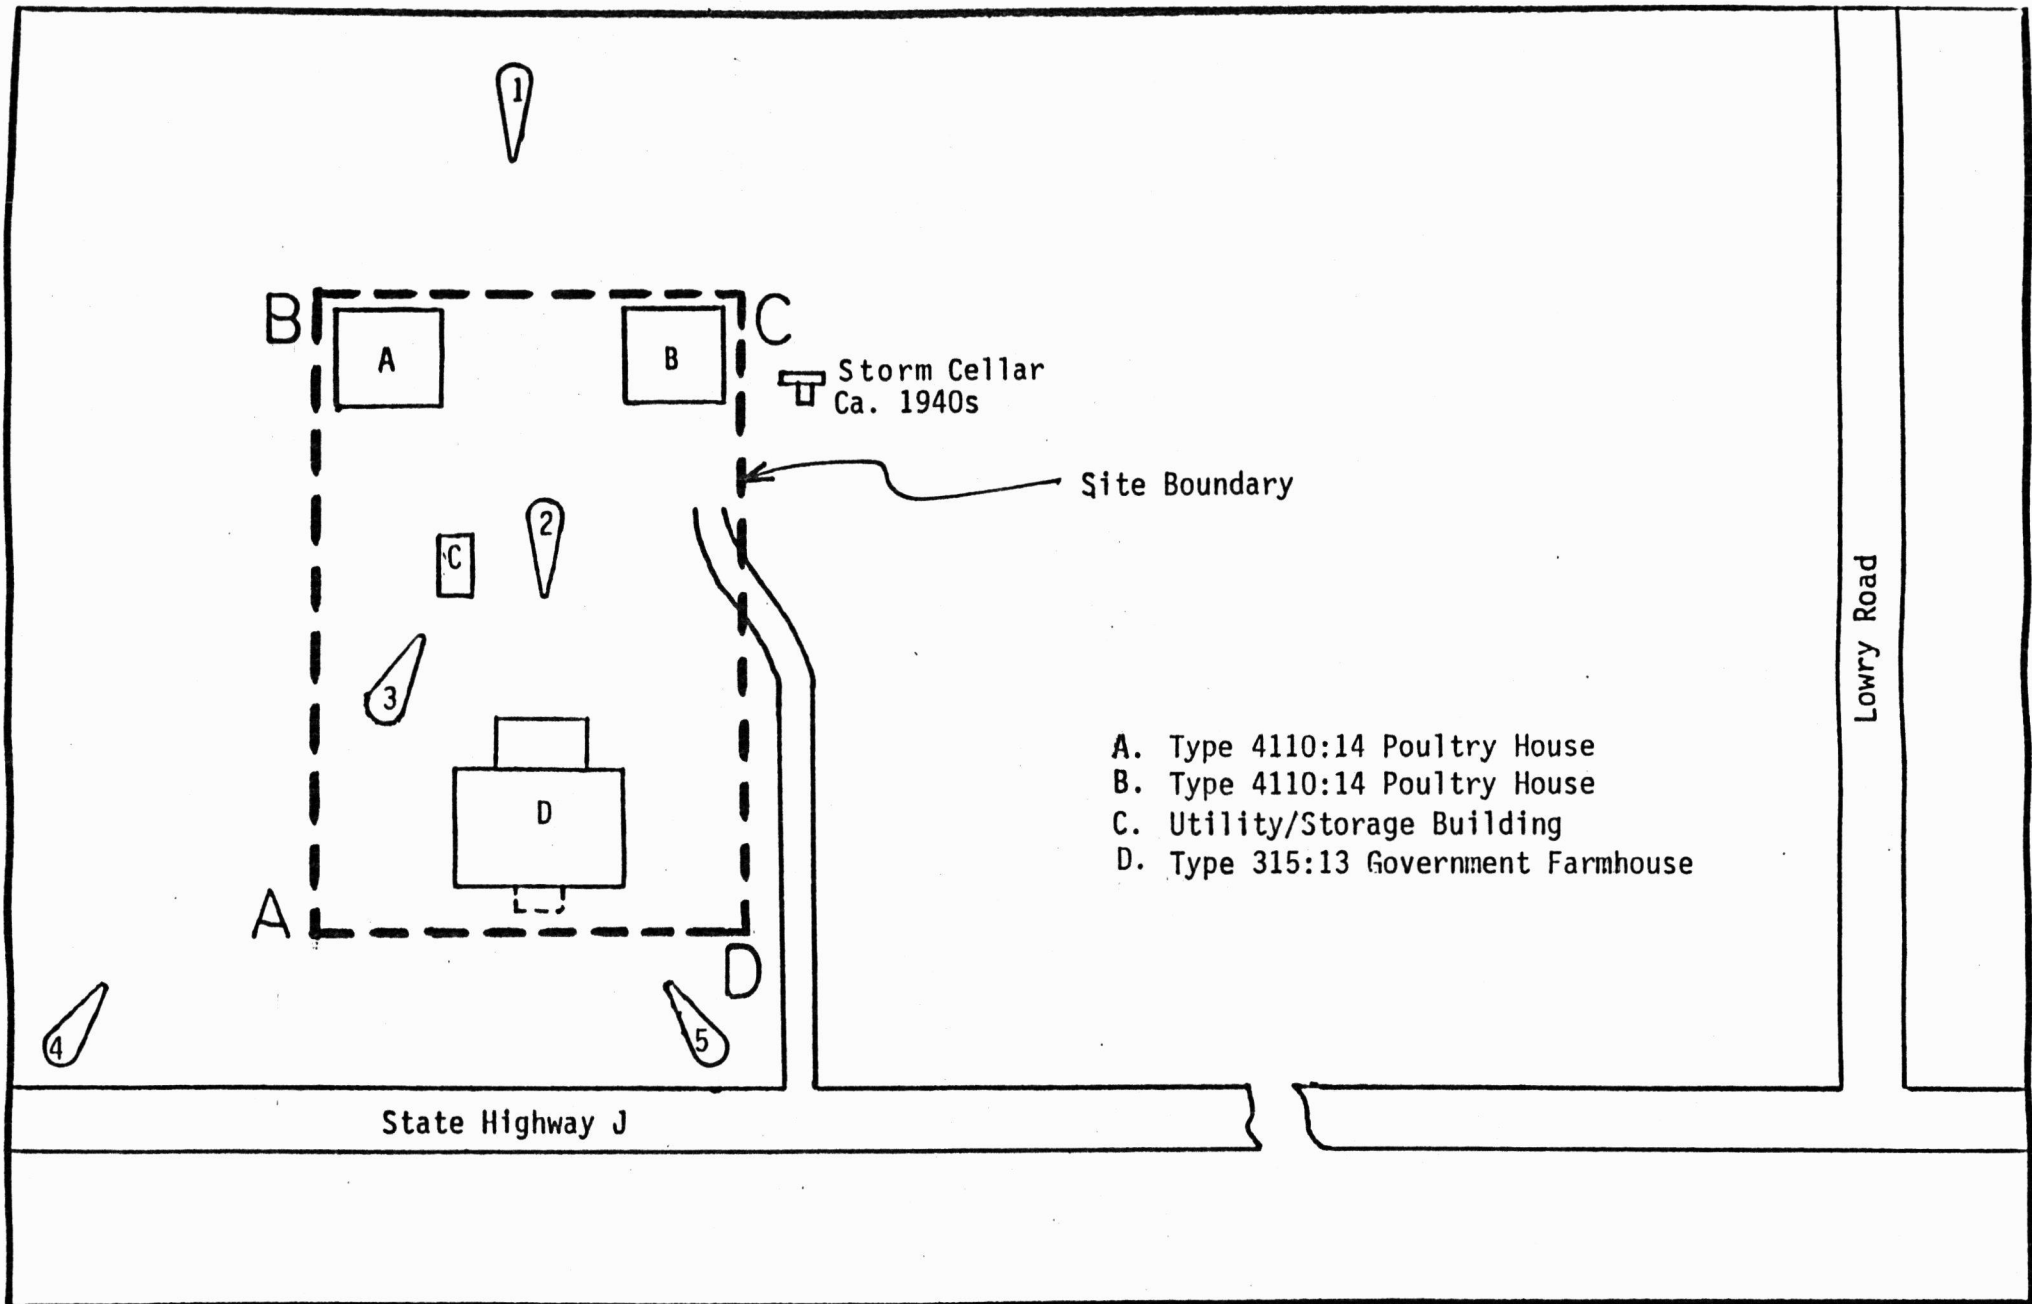 1
B
C
A
B
Storm Cellar
Ca. 1940s
Site Boundary
2
C
3
Lowry Road
A. Type 4110:14 Poultry House
B. Type 4110:14 Poultry House
C. Utility/Storage Building
D. Type 315:13 Government Farmhouse
D
A
D
4
5
State Highway J